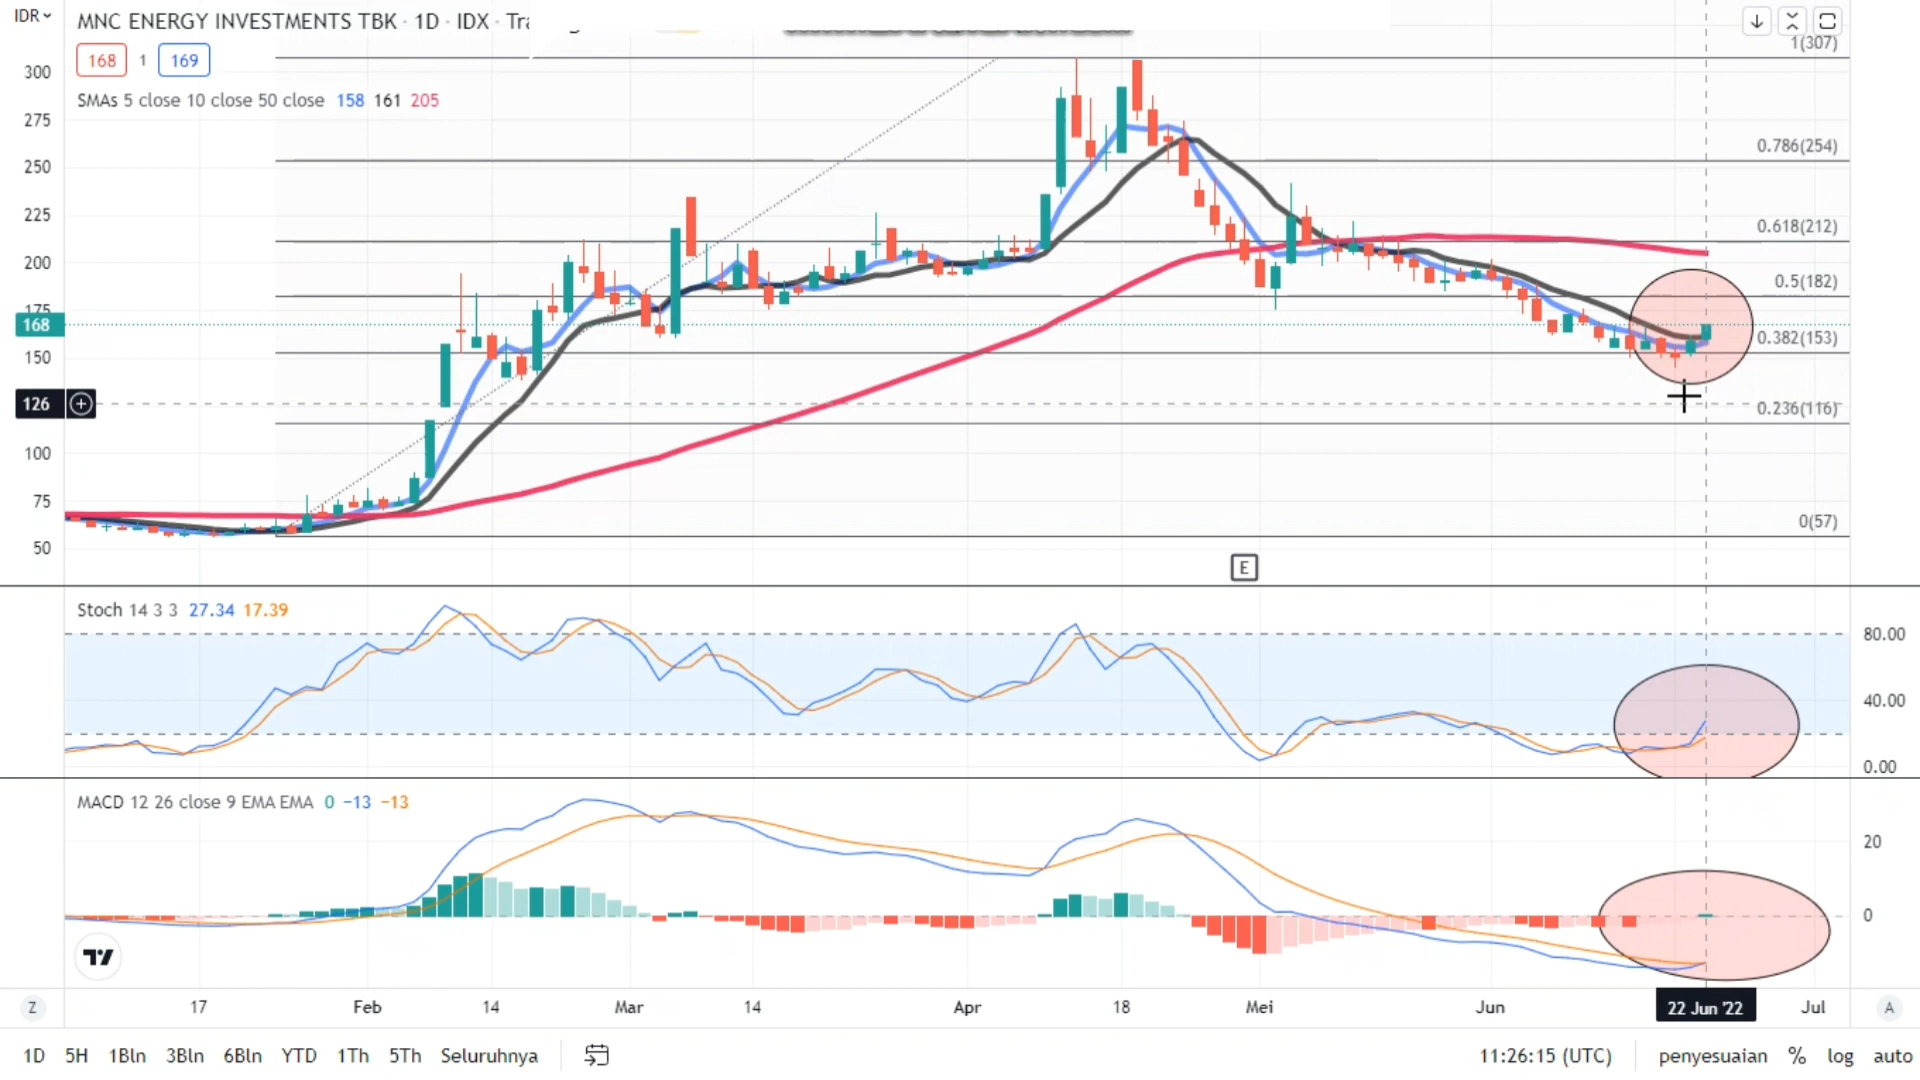 IDR
MNC ENERGY INVESTMENTS TBK · 1D · IDX ·
168 1 169
SMAs 5 close 10 close 50 close 158 161 205
300
275
250
225
200
175
168
150
126
100
75
50
1(307)
0.786(254)
0.618(212)
0.5(182)
0.382(153)
0.236(116)
0(57)
E
Stoch 14 3 3 27.34 17.39
80.00
40.00
0.00
MACD 12 26 close 9 EMA EMA 0 −13 −13
20
0
Z 17 Feb 14 Mar 14 Apr 18 Mei Jun 22 Jun '22 Jul A
1D 5H 1Bln 3Bln 6Bln YTD 1Th 5Th Seluruhnya 11:26:15 (UTC) penyesuaian % log auto